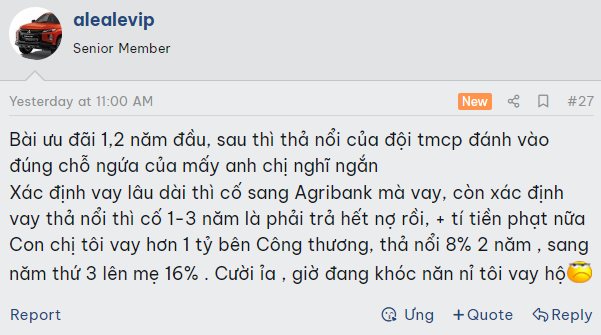 alealevip
Senior Member
Yesterday at 11:00 AM New #27
Bài ưu đãi 1,2 năm đầu, sau thì thả nổi của đội tmcp đánh vào
đúng chỗ ngứa của mấy anh chị nghĩ ngắn
Xác định vay lâu dài thì cố sang Agribank mà vay, còn xác định
vay thả nổi thì cố 1-3 năm là phải trả hết nợ rồi, + tí tiền phạt nữa
Con chị tôi vay hơn 1 tỷ bên Công thương, thả nổi 8% 2 năm , sang
năm thứ 3 lên mẹ 16% . Cười ỉa , giờ đang khóc năn nỉ tôi vay hộ
Report Ưng +Quote Reply